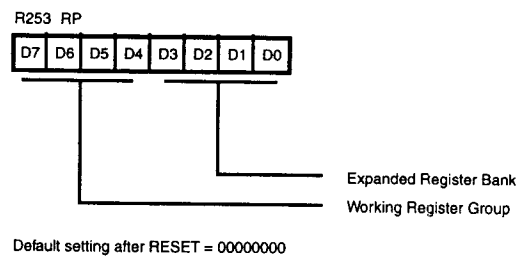 R253 RP
D7 D6 D5 D4 D3 D2 D1 D0
Expanded Register Bank
Working Register Group
Default setting after RESET = 00000000